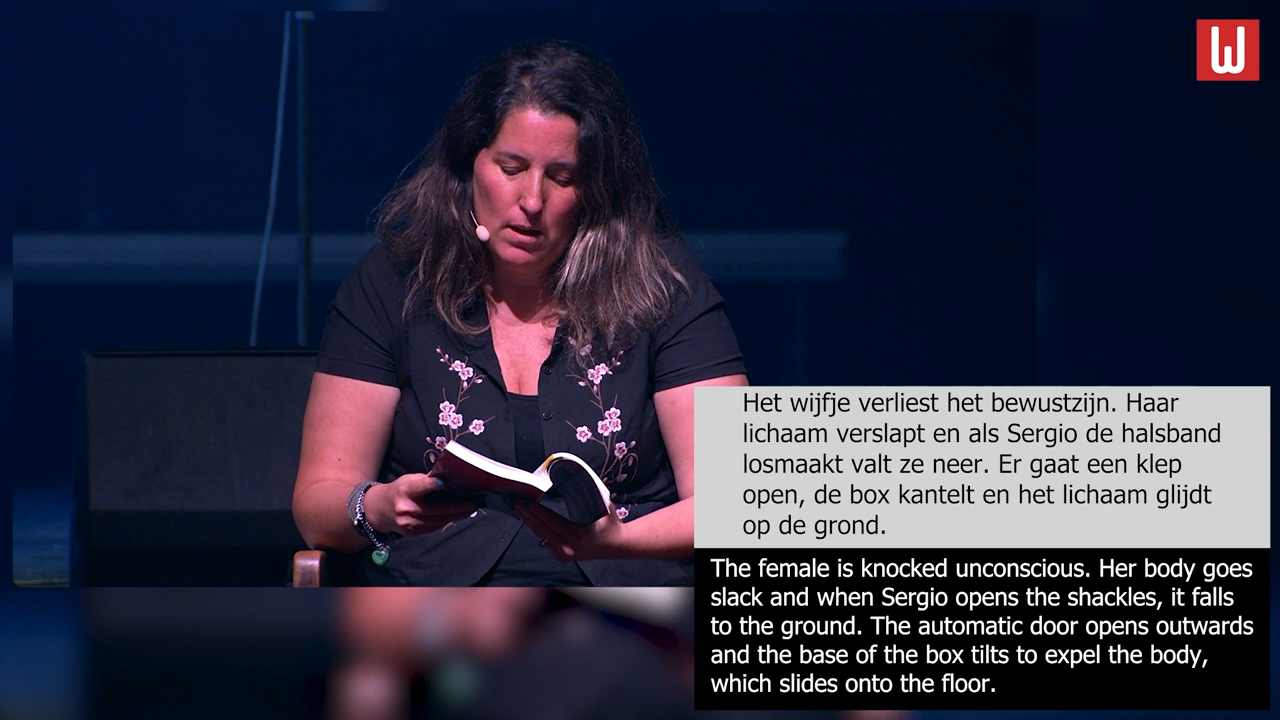 W
Het wijfje verliest het bewustzijn. Haar
lichaam verslapt en als Sergio de halsband
losmaakt valt ze neer. Er gaat een klep
open, de box kantelt en het lichaam glijdt
op de grond.
The female is knocked unconscious. Her body goes
slack and when Sergio opens the shackles, it falls
to the ground. The automatic door opens outwards
and the base of the box tilts to expel the body,
which slides onto the floor.